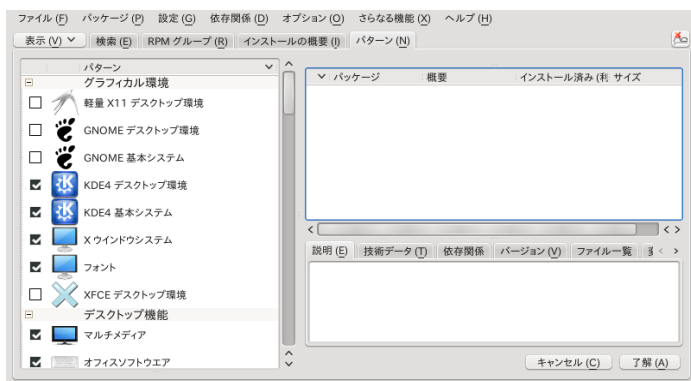 ファイル (F) パッケージ (P) 設定 (G) 依存関係 (D) オプション (O) さらなる機能 (X) ヘルプ (H)
表示 (V) 検索 (E) RPM グループ (R) インストールの概要 (I) パターン (N)
パターン
グラフィカル環境
軽量 X11 デスクトップ環境
GNOME デスクトップ環境
GNOME 基本システム
KDE4 デスクトップ環境
KDE4 基本システム
X ウインドウシステム
フォント
XFCE デスクトップ環境
デスクトップ機能
マルチメディア
オフィスソフトウエア
パッケージ 概要 インストール済み (利 サイズ
説明 (E) 技術データ (T) 依存関係 バージョン (V) ファイル一覧
キャンセル (C) 了解 (A)